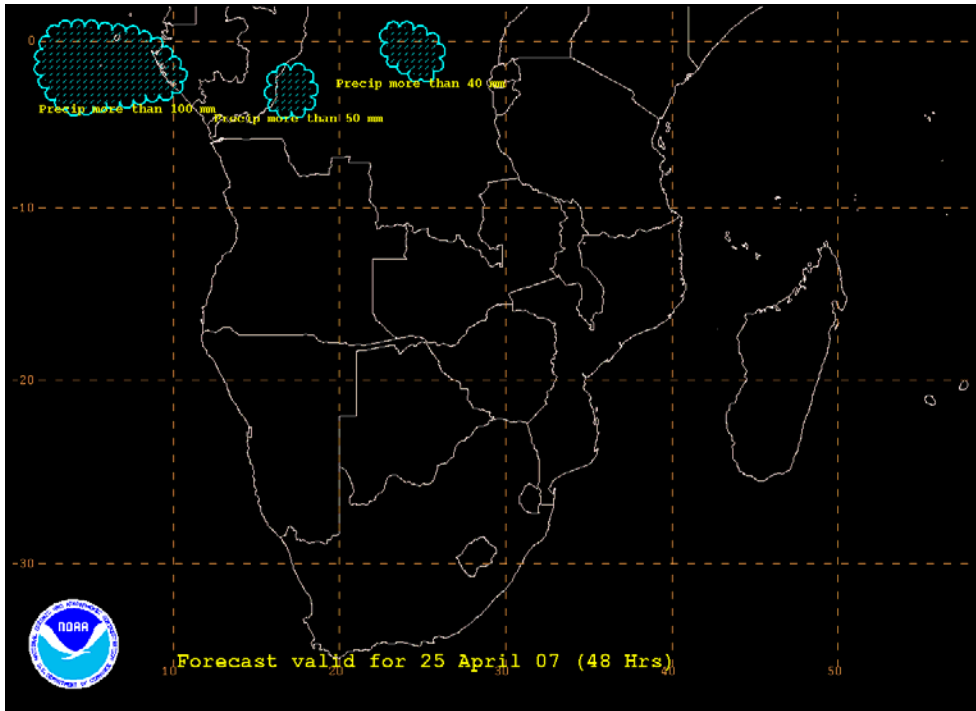 0
Precip more than 40 mm
Precip more than 100 mm
Precip more than 50 mm
-10
-20
-30
NOAA
Forecast valid for 25 April 07 (48 Hrs)
10 20 30 40 50